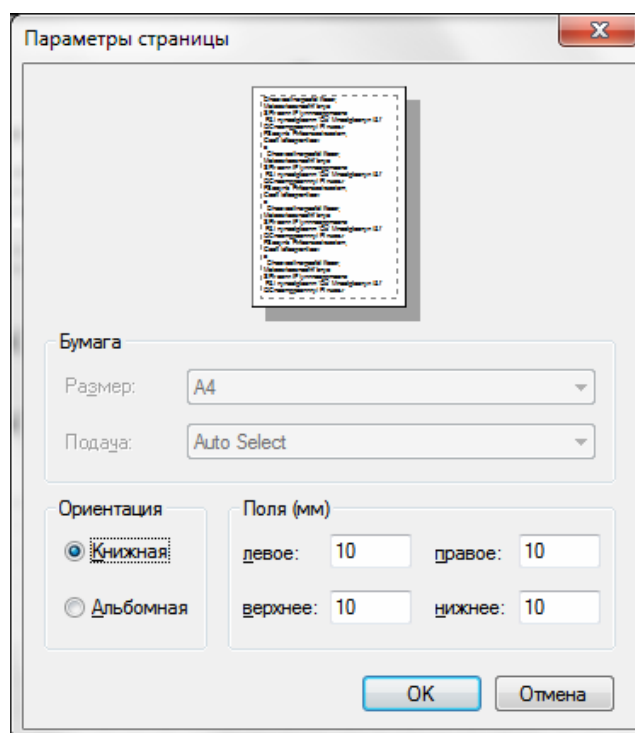 Параметры страницы
Бумага
Размер: A4
Подача: Auto Select
Ориентация
Книжная
Альбомная
Поля (мм)
левое: 10 правое: 10
верхнее: 10 нижнее: 10
OK Отмена